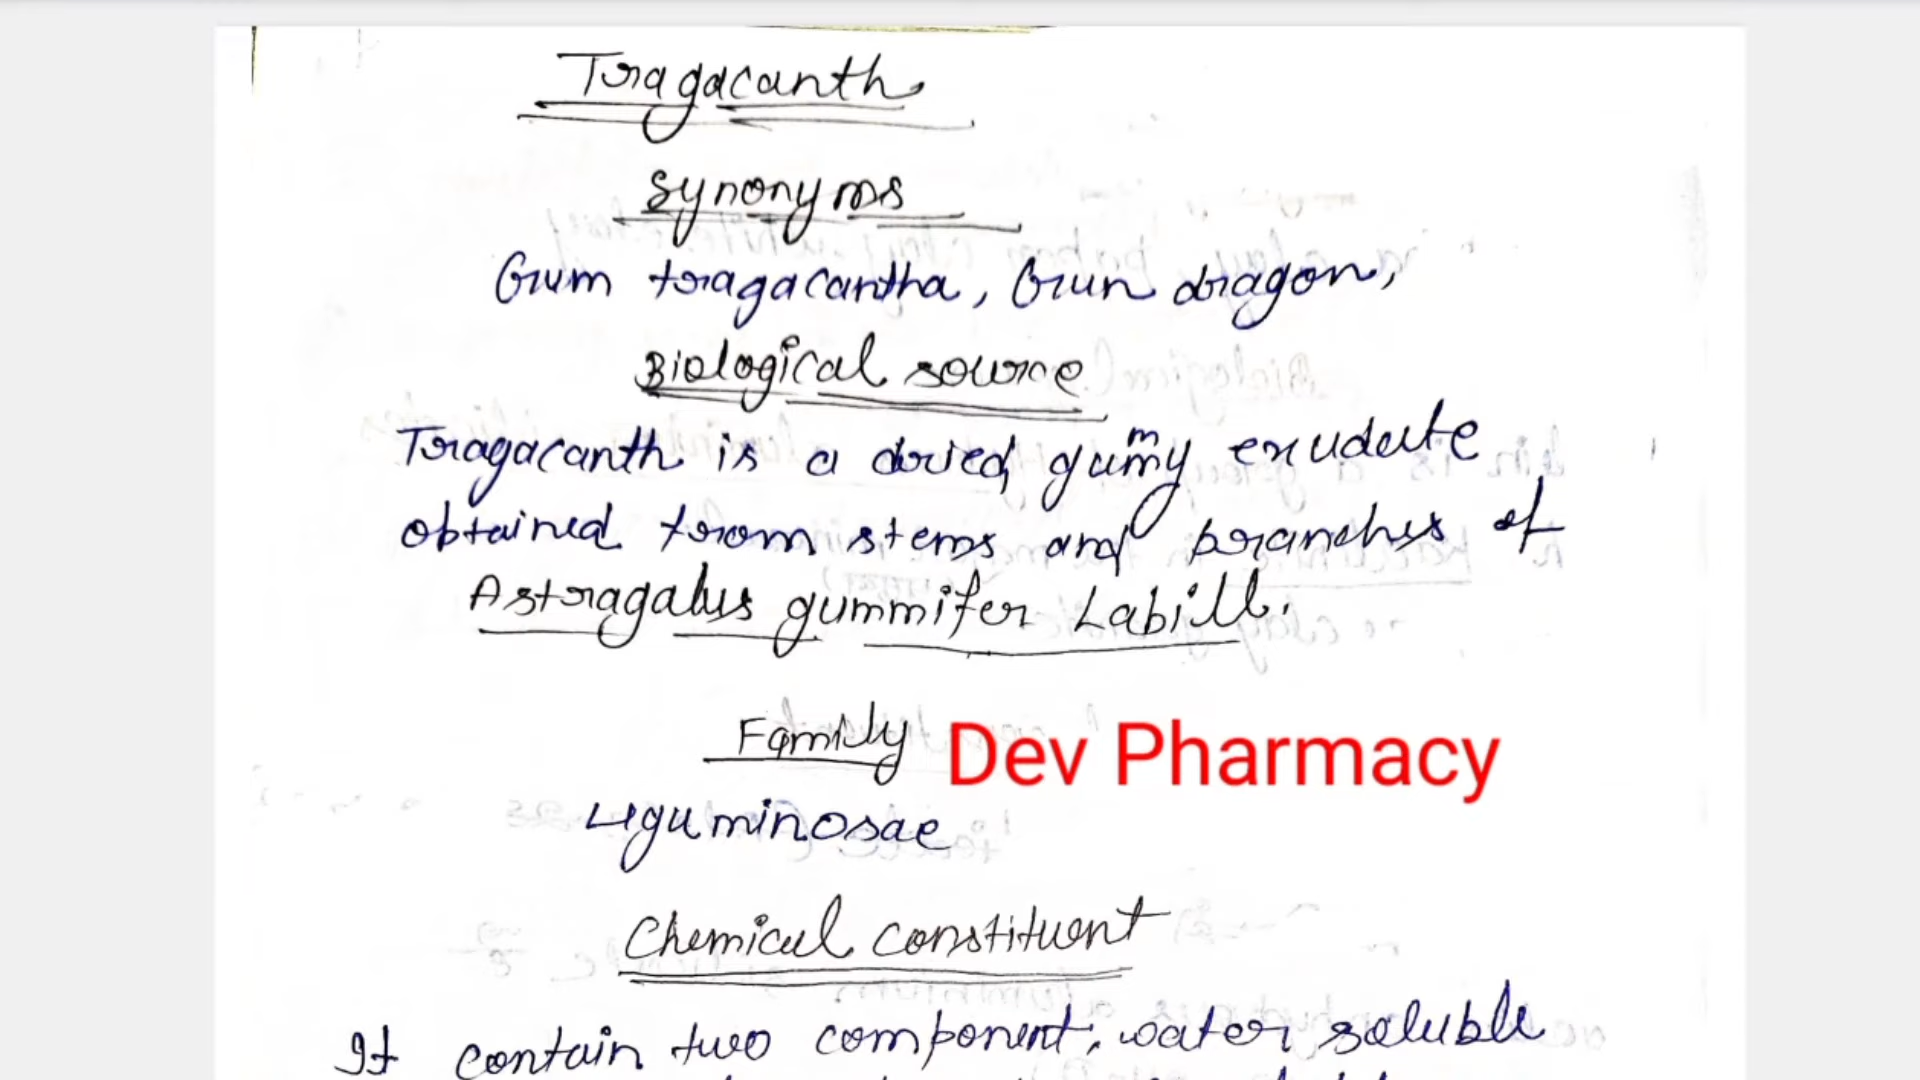 Tragacanth
Synonyms
Gum tragacantha, Gun dragon,
Biological source
Tragacanth is a dried gummy exudate
obtained from stems and branches of
Astragalus gummifer Labill.
Family
Dev Pharmacy
Leguminosae
Chemical constituent
It contain two component, water soluble